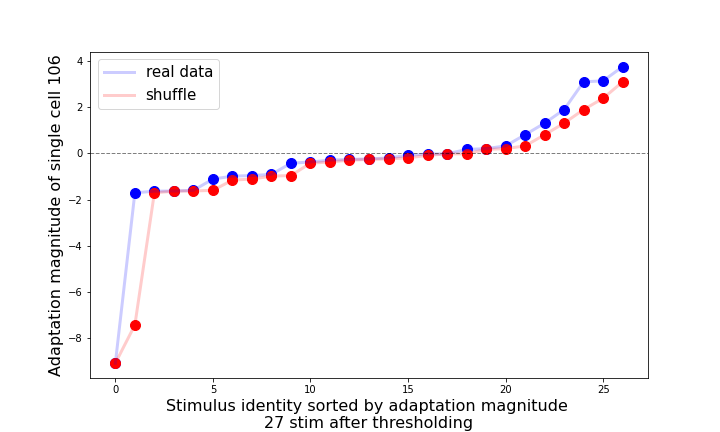 real data
shuffle
Adaptation magnitude of single cell 106
4
2
0
−2
−4
−6
−8
0
5
10
15
20
25
Stimulus identity sorted by adaptation magnitude
27 stim after thresholding